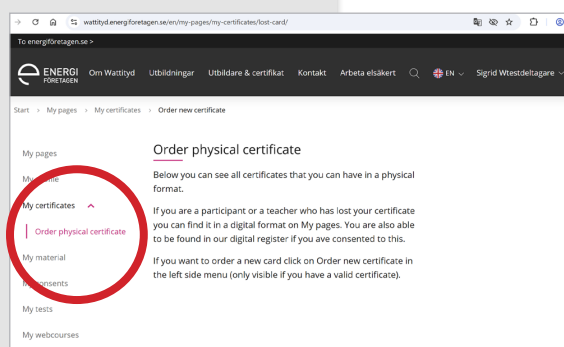 wattityd.energiforetagen.se/en/my-pages/my-certificates/lost-card/
To energiföretagen.se >
ENERGI
FÖRETAGEN
Om Wattityd Utbildningar Utbildare & certifikat Kontakt Arbeta elsäkert EN Sigrid Wtestdeltagare
Start > My pages > My certificates > Order new certificate
My pages
My certificates
Order physical certificate
My material
My tests
My webcourses
Order physical certificate
Below you can see all certificates that you can have in a physical
format.
If you are a participant or a teacher who has lost your certificate
you can find it in a digital format on My pages. You are also able
to be found in our digital register if you ave consented to this.
If you want to order a new card click on Order new certificate in
the left side menu (only visible if you have a valid certificate).